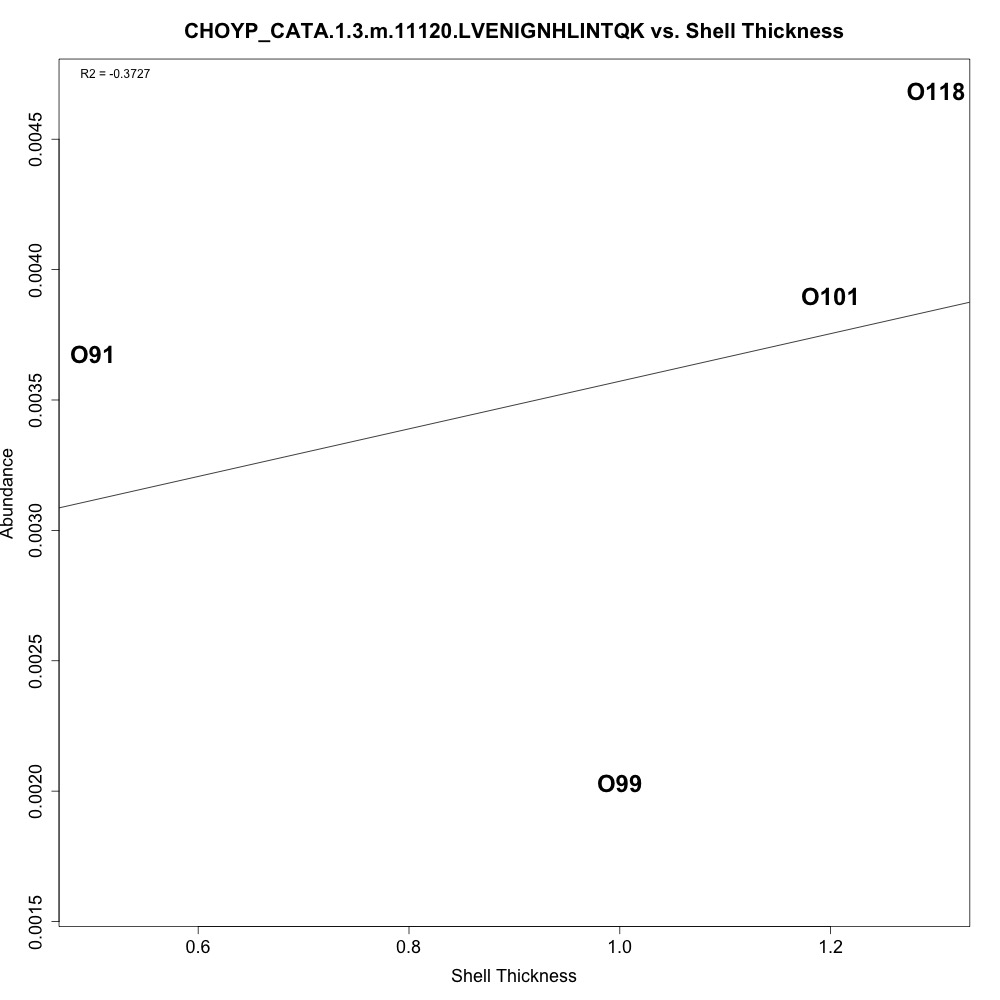 CHOYP_CATA.1.3.m.11120.LVENIGNHLINTQK vs. Shell Thickness
R2 = -0.3727
O118
O101
O91
O99
0.0045
0.0040
0.0035
0.0030
0.0025
0.0020
0.0015
Abundance
0.6 0.8 1.0 1.2
Shell Thickness